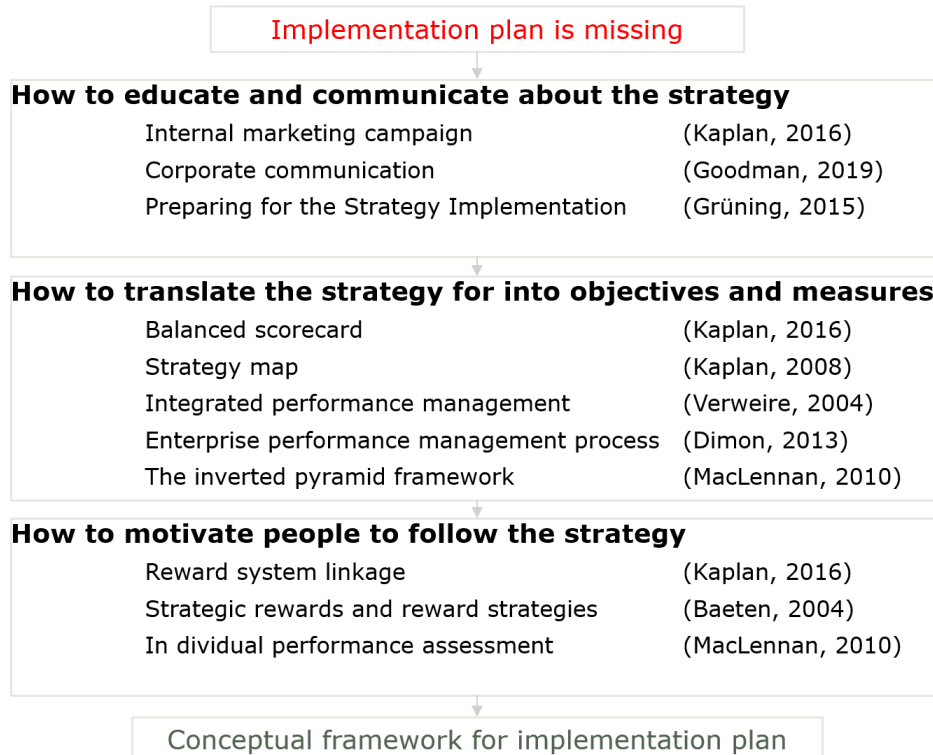 Implementation plan is missing
How to educate and communicate about the strategy
Internal marketing campaign (Kaplan, 2016)
Corporate communication (Goodman, 2019)
Preparing for the Strategy Implementation (Grüning, 2015)
How to translate the strategy for into objectives and measures
Balanced scorecard (Kaplan, 2016)
Strategy map (Kaplan, 2008)
Integrated performance management (Verweire, 2004)
Enterprise performance management process (Dimon, 2013)
The inverted pyramid framework (MacLennan, 2010)
How to motivate people to follow the strategy
Reward system linkage (Kaplan, 2016)
Strategic rewards and reward strategies (Baeten, 2004)
In dividual performance assessment (MacLennan, 2010)
Conceptual framework for implementation plan